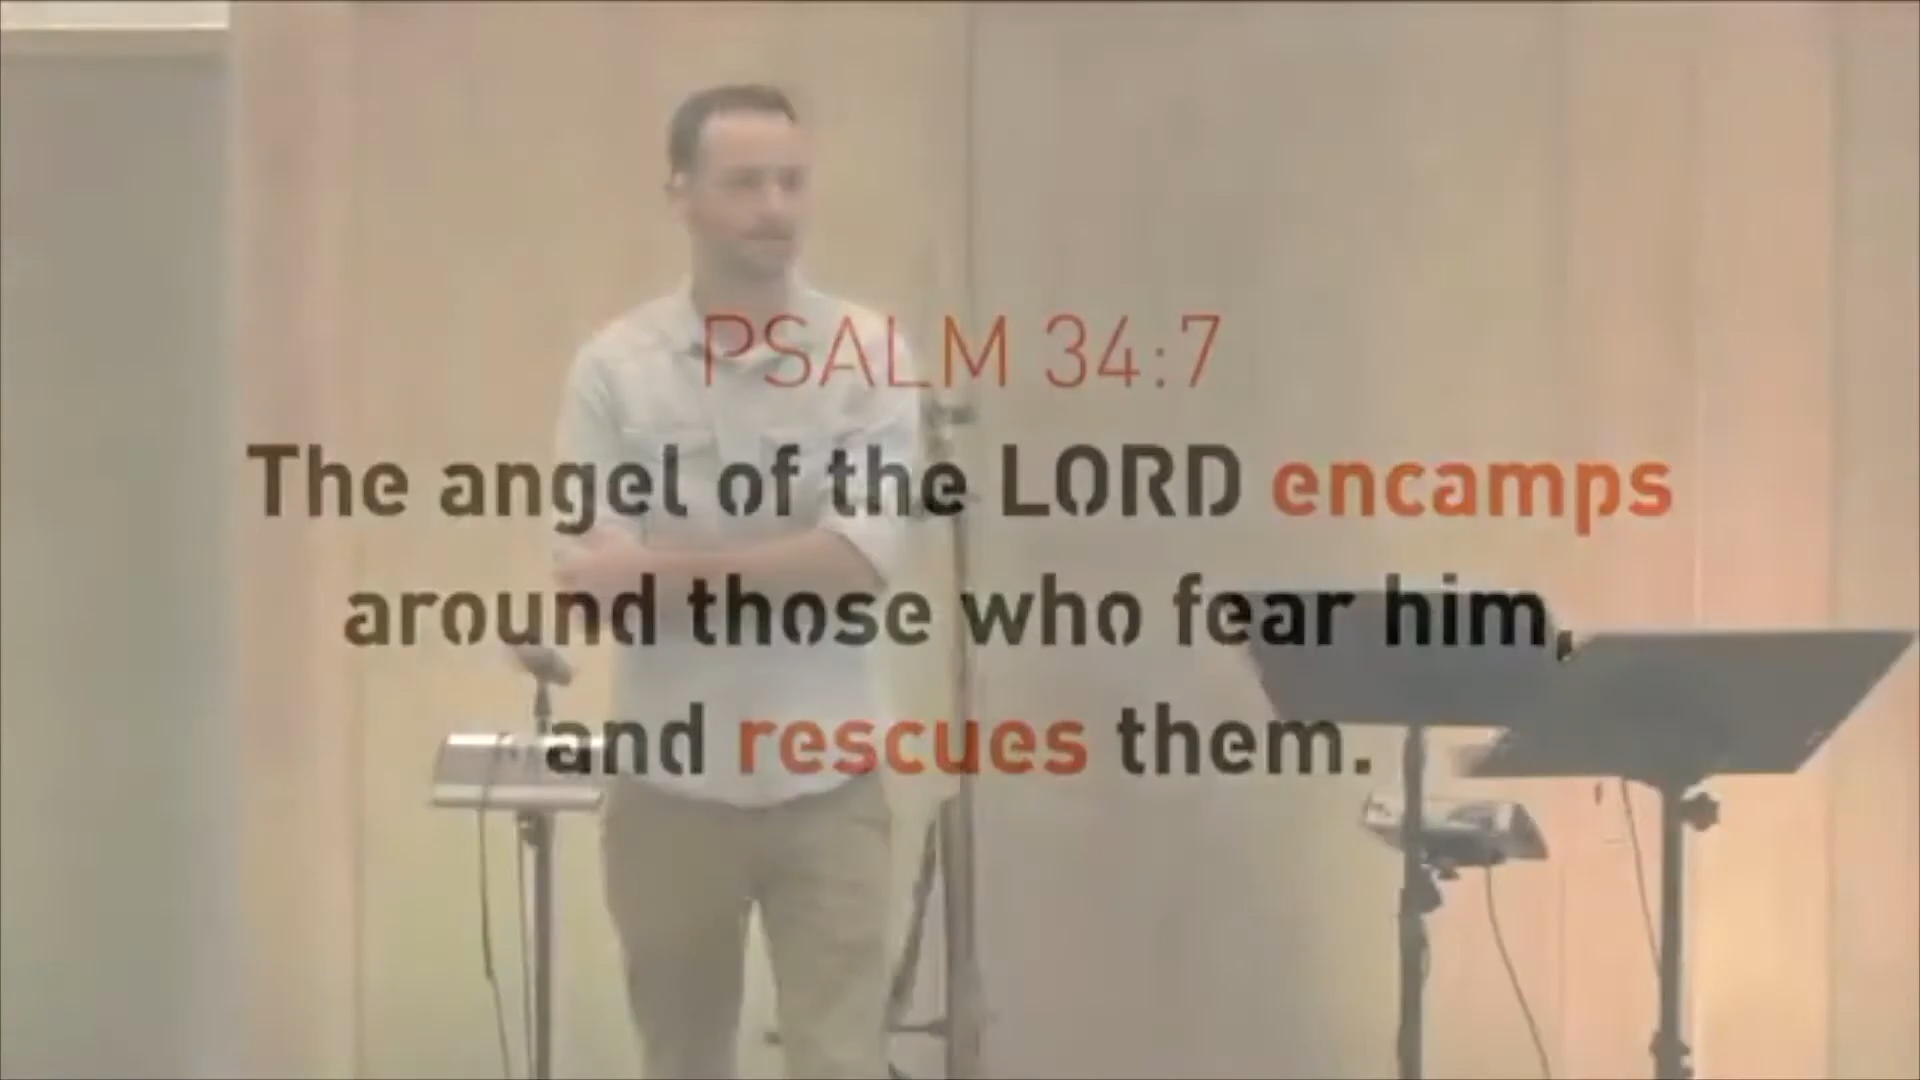 PSALM 34:7
The angel of the LORD encamps
around those who fear him,
and rescues them.